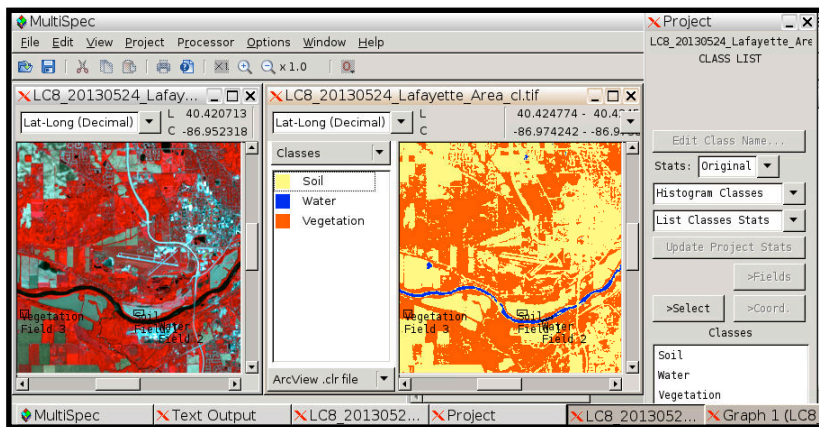 MultiSpec
File Edit View Project Processor Options Window Help
x 1.0
LC8_20130524_Lafay...
Lat-Long (Decimal)
L 40.420713
C -86.952318
Vegetation
Field 3
Soil
Water
Field 2
LC8_20130524_Lafayette_Area_cl.tif
Lat-Long (Decimal)
L 40.424774 -
C -86.974242 -
Classes
Soil
Water
Vegetation
ArcView .clr file
Vegetation
Field 3
Soil
Water
Field 2
Project
LC8_20130524_Lafayette_Are
CLASS LIST
Edit Class Name...
Stats: Original
Histogram Classes
List Classes Stats
Update Project Stats
>Fields
>Select >Coord.
Classes
Soil
Water
Vegetation
MultiSpec Text Output LC8_2013052... Project LC8_2013052... Graph 1 (LC8_